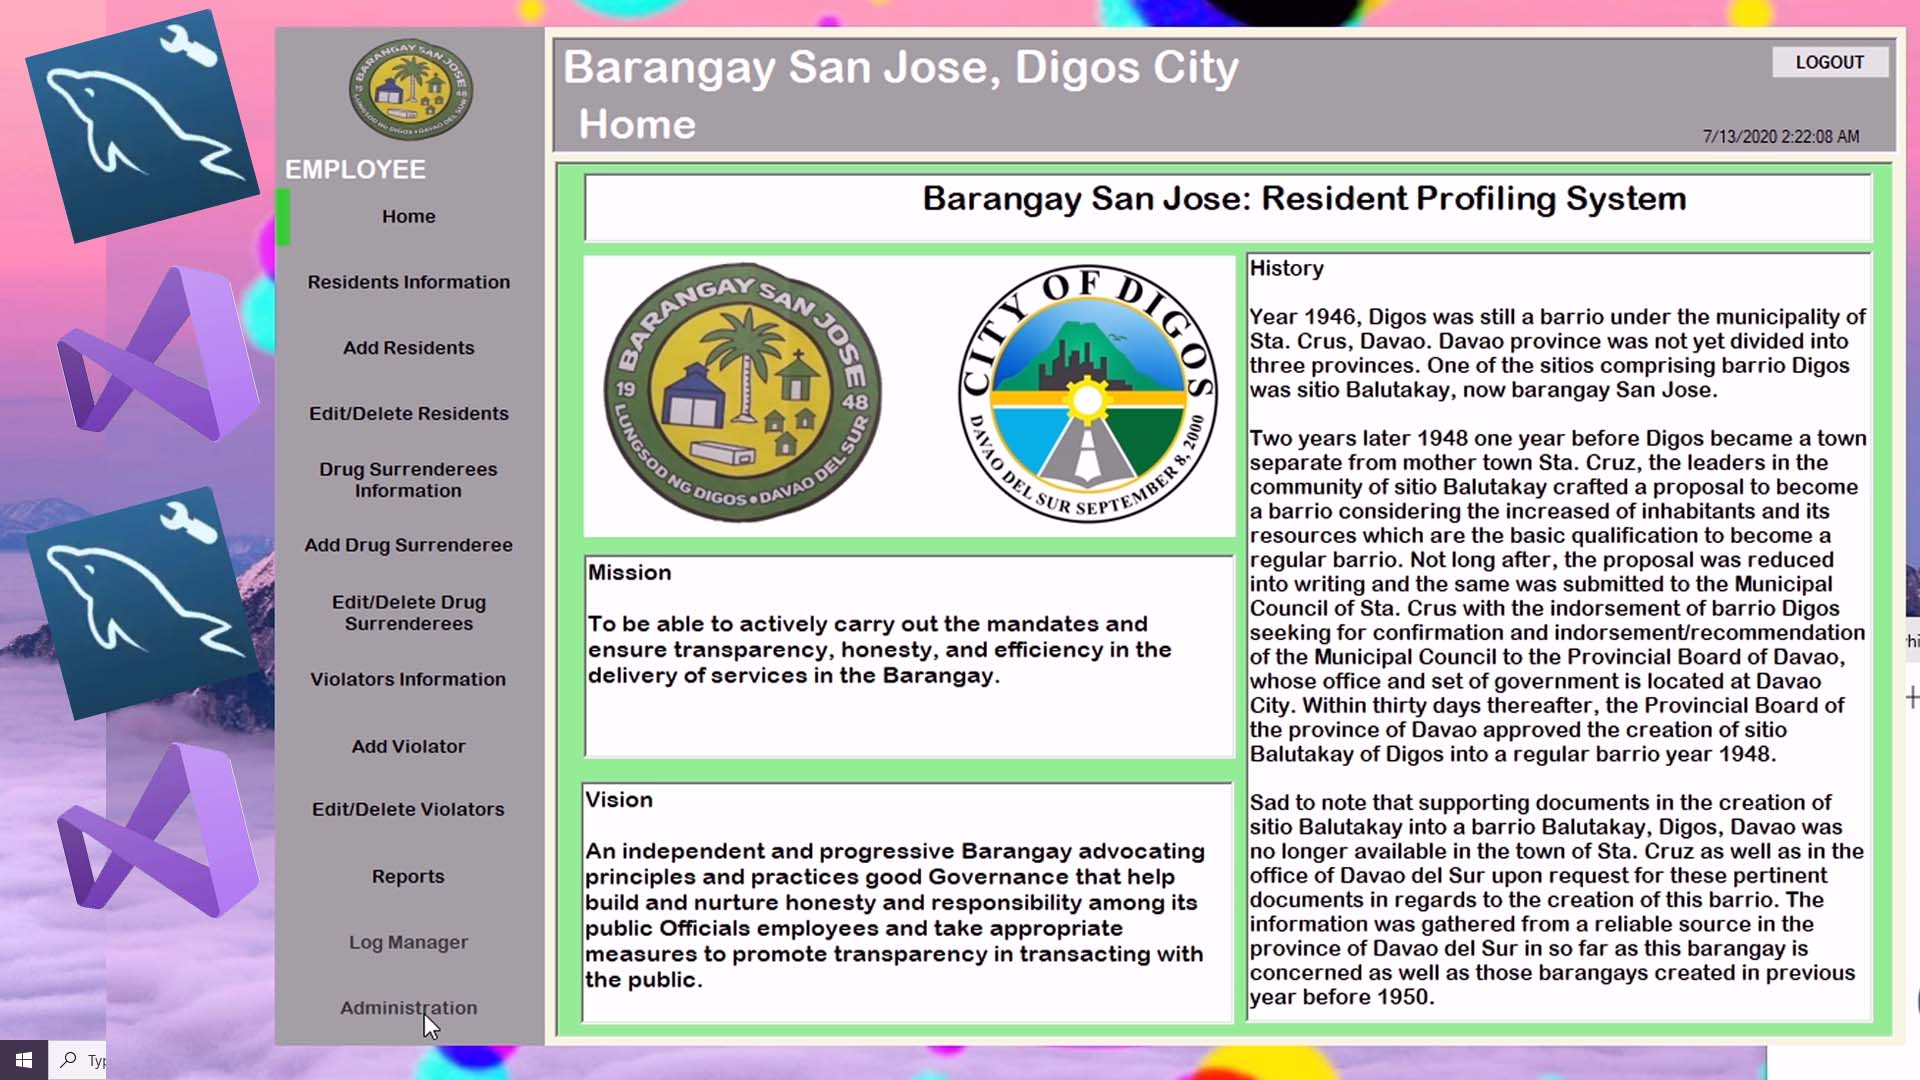 BARANGAY SAN JOSE
19 48
LUNGSOD NG DIGOS • DAVAO DEL SUR
EMPLOYEE
Home
Residents Information
Add Residents
Edit/Delete Residents
Drug Surrenderees
Information
Add Drug Surrenderee
Edit/Delete Drug
Surrenderees
Violators Information
Add Violator
Edit/Delete Violators
Reports
Log Manager
Administration
Barangay San Jose, Digos City
Home
LOGOUT
7/13/2020 2:22:08 AM
Barangay San Jose: Resident Profiling System
BARANGAY SAN JOSE
19 48
LUNGSOD NG DIGOS • DAVAO DEL SUR
CITY OF DIGOS
DAVAO DEL SUR SEPTEMBER 8, 2000
Mission
To be able to actively carry out the mandates and
ensure transparency, honesty, and efficiency in the
delivery of services in the Barangay.
Vision
An independent and progressive Barangay advocating
principles and practices good Governance that help
build and nurture honesty and responsibility among its
public Officials employees and take appropriate
measures to promote transparency in transacting with
the public.
History
Year 1946, Digos was still a barrio under the municipality of
Sta. Crus, Davao. Davao province was not yet divided into
three provinces. One of the sitios comprising barrio Digos
was sitio Balutakay, now barangay San Jose.
Two years later 1948 one year before Digos became a town
separate from mother town Sta. Cruz, the leaders in the
community of sitio Balutakay crafted a proposal to become
a barrio considering the increased of inhabitants and its
resources which are the basic qualification to become a
regular barrio. Not long after, the proposal was reduced
into writing and the same was submitted to the Municipal
Council of Sta. Crus with the indorsement of barrio Digos
seeking for confirmation and indorsement/recommendation
of the Municipal Council to the Provincial Board of Davao,
whose office and set of government is located at Davao
City. Within thirty days thereafter, the Provincial Board of
the province of Davao approved the creation of sitio
Balutakay of Digos into a regular barrio year 1948.
Sad to note that supporting documents in the creation of
sitio Balutakay into a barrio Balutakay, Digos, Davao was
no longer available in the town of Sta. Cruz as well as in the
office of Davao del Sur upon request for these pertinent
documents in regards to the creation of this barrio. The
information was gathered from a reliable source in the
province of Davao del Sur in so far as this barangay is
concerned as well as those barangays created in previous
year before 1950.